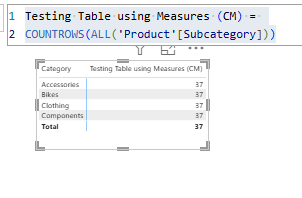 1 Testing Table using Measures (CM) =
2 COUNTROWS(ALL('Product'[Subcategory]))
Category Testing Table using Measures (CM)
Accessories 37
Bikes 37
Clothing 37
Components 37
Total 37